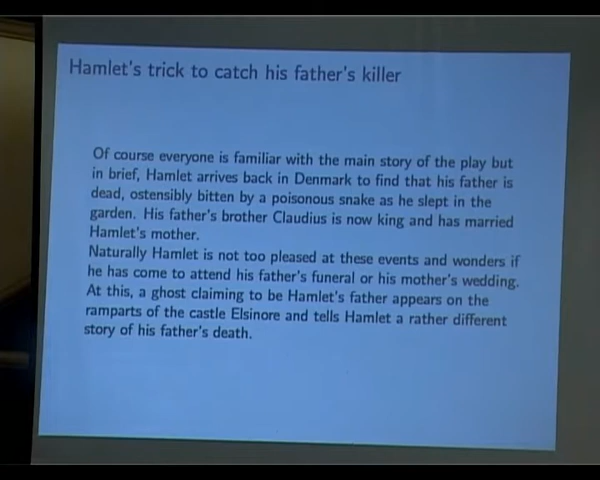 Hamlet's trick to catch his father's killer
Of course everyone is familiar with the main story of the play but
in brief, Hamlet arrives back in Denmark to find that his father is
dead, ostensibly bitten by a poisonous snake as he slept in the
garden. His father's brother Claudius is now king and has married
Hamlet's mother.
Naturally Hamlet is not too pleased at these events and wonders if
he has come to attend his father's funeral or his mother's wedding.
At this, a ghost claiming to be Hamlet's father appears on the
ramparts of the castle Elsinore and tells Hamlet a rather different
story of his father's death.